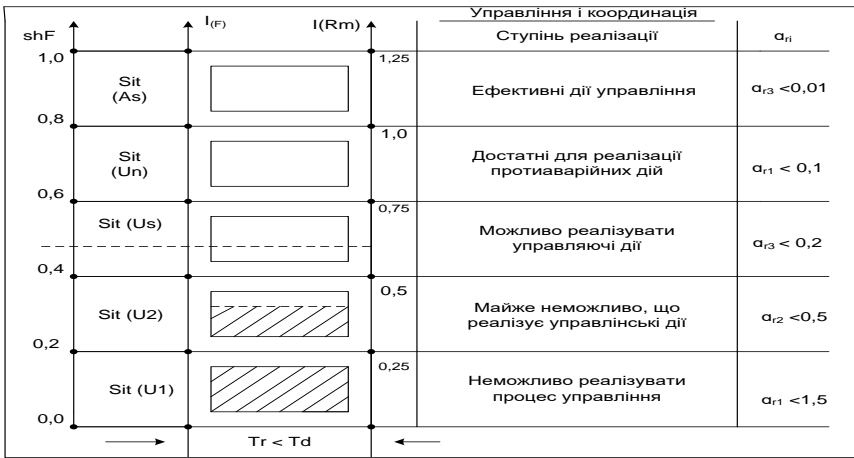 Управління і координація
shF
I(F)
I(Rm)
Ступінь реалізації
αri
1,0
1,25
Sit
(As)
Ефективні дії управління
αr3 <0,01
0,8
1,0
Sit
(Un)
Достатні для реалізації
протиаварійних дій
αr1 < 0,1
0,6
0,75
Sit (Us)
Можливо реалізувати
управляючі дії
αr3 < 0,2
0,4
0,5
Sit (U2)
Майже неможливо, що
реалізує управлінські дії
αr2 <0,5
0,2
0,25
Sit (U1)
Неможливо реалізувати
процес управління
αr1 <1,5
0,0
Tr < Td